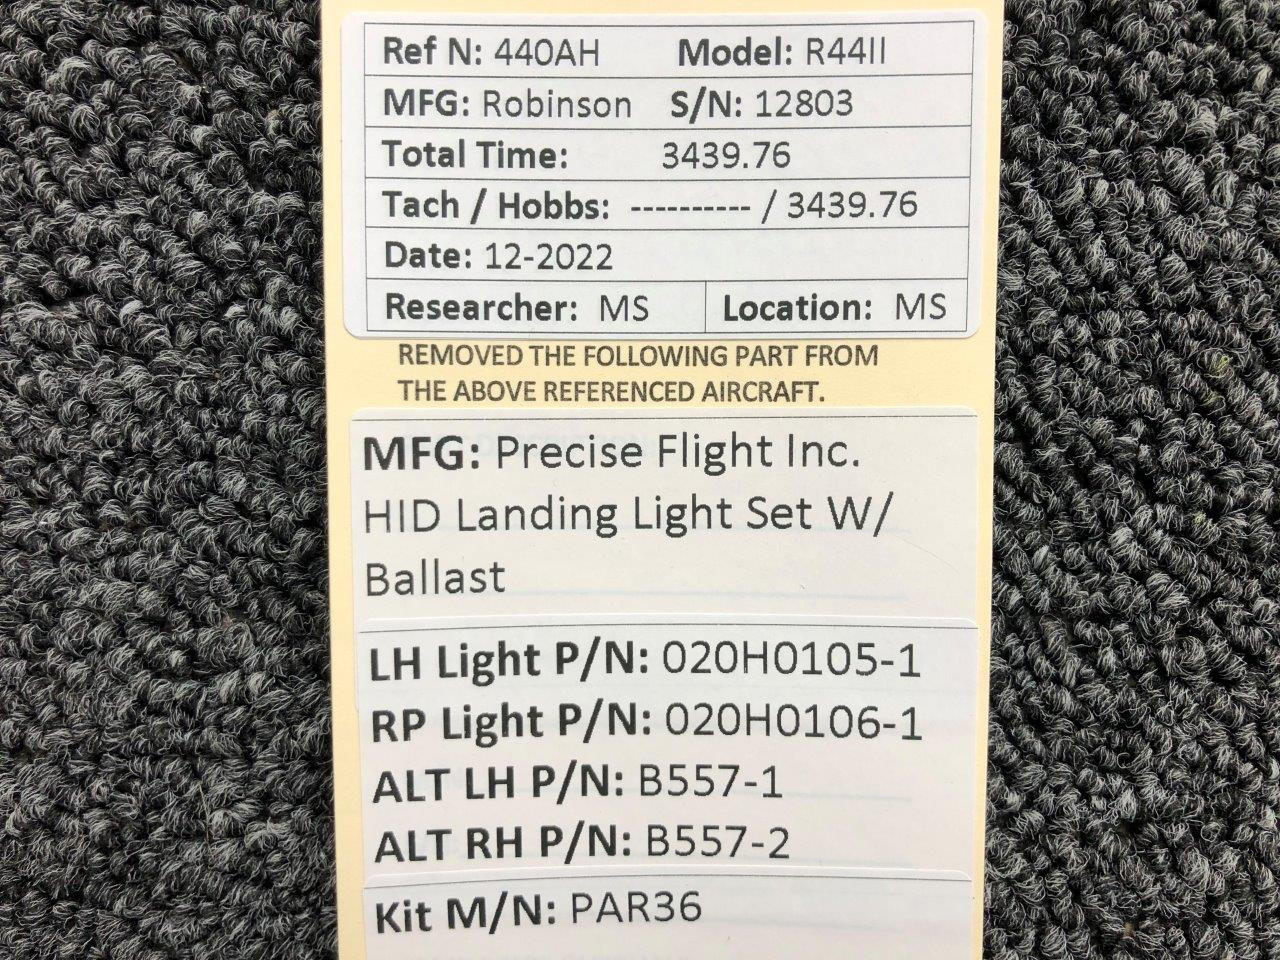 Ref N: 440AH Model: R44II
MFG: Robinson S/N: 12803
Total Time: 3439.76
Tach / Hobbs: ---------- / 3439.76
Date: 12-2022
Researcher: MS Location: MS
REMOVED THE FOLLOWING PART FROM
THE ABOVE REFERENCED AIRCRAFT.
MFG: Precise Flight Inc.
HID Landing Light Set W/
Ballast
LH Light P/N: 020H0105-1
RP Light P/N: 020H0106-1
ALT LH P/N: B557-1
ALT RH P/N: B557-2
Kit M/N: PAR36